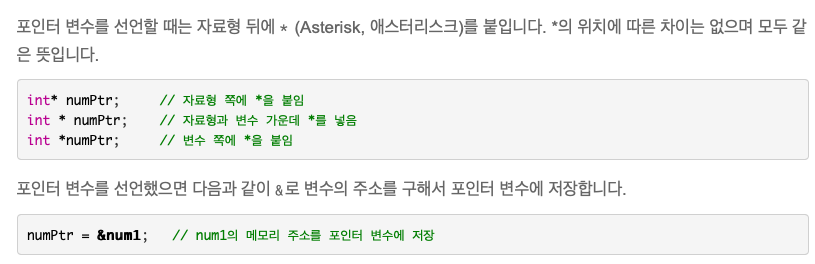 포인터 변수를 선언할 때는 자료형 뒤에 * (Asterisk, 애스터리스크)를 붙입니다. *의 위치에 따른 차이는 없으며 모두 같
은 뜻입니다.
int* numPtr;     // 자료형 쪽에 *을 붙임
int * numPtr;    // 자료형과 변수 가운데 *를 넣음
int *numPtr;     // 변수 쪽에 *을 붙임
포인터 변수를 선언했으면 다음과 같이 &로 변수의 주소를 구해서 포인터 변수에 저장합니다.
numPtr = &num1;   // num1의 메모리 주소를 포인터 변수에 저장